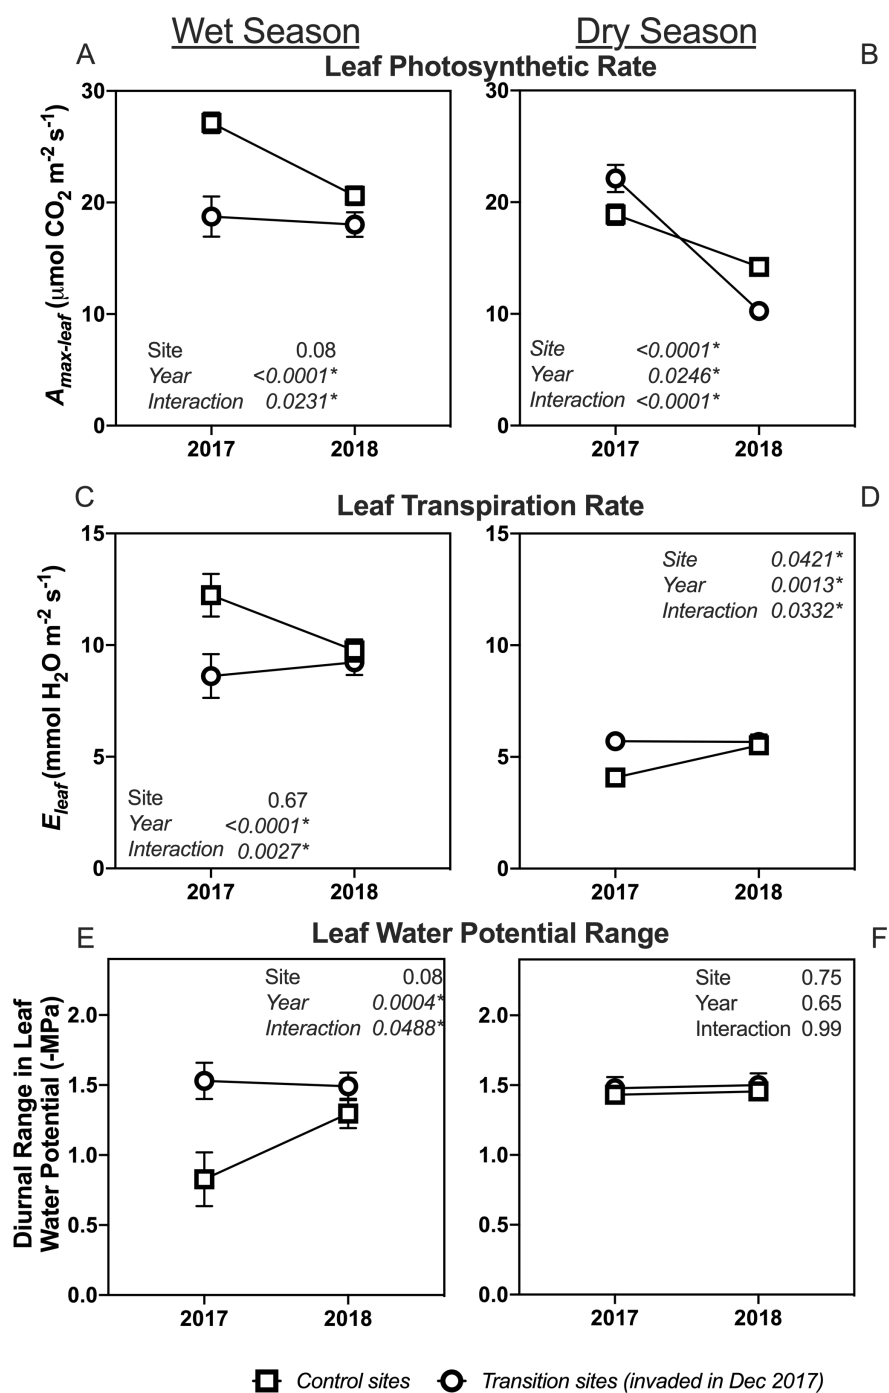 Wet Season Dry Season
A B
Leaf Photosynthetic Rate
30 30
20 20
10 10
0 0
Amax-leaf (μmol CO2 m-2 s-1)
Site 0.08
Year <0.0001*
Interaction 0.0231*
Site <0.0001*
Year 0.0246*
Interaction <0.0001*
2017 2018 2017 2018
C D
Leaf Transpiration Rate
15 15
10 10
5 5
0 0
Eleaf (mmol H2O m-2 s-1)
Site 0.67
Year <0.0001*
Interaction 0.0027*
Site 0.0421*
Year 0.0013*
Interaction 0.0332*
2017 2018 2017 2018
E F
Leaf Water Potential Range
2.0 2.0
1.5 1.5
1.0 1.0
0.5 0.5
0.0 0.0
Diurnal Range in Leaf
Water Potential (-MPa)
Site 0.08
Year 0.0004*
Interaction 0.0488*
Site 0.75
Year 0.65
Interaction 0.99
2017 2018 2017 2018
Control sites Transition sites (invaded in Dec 2017)